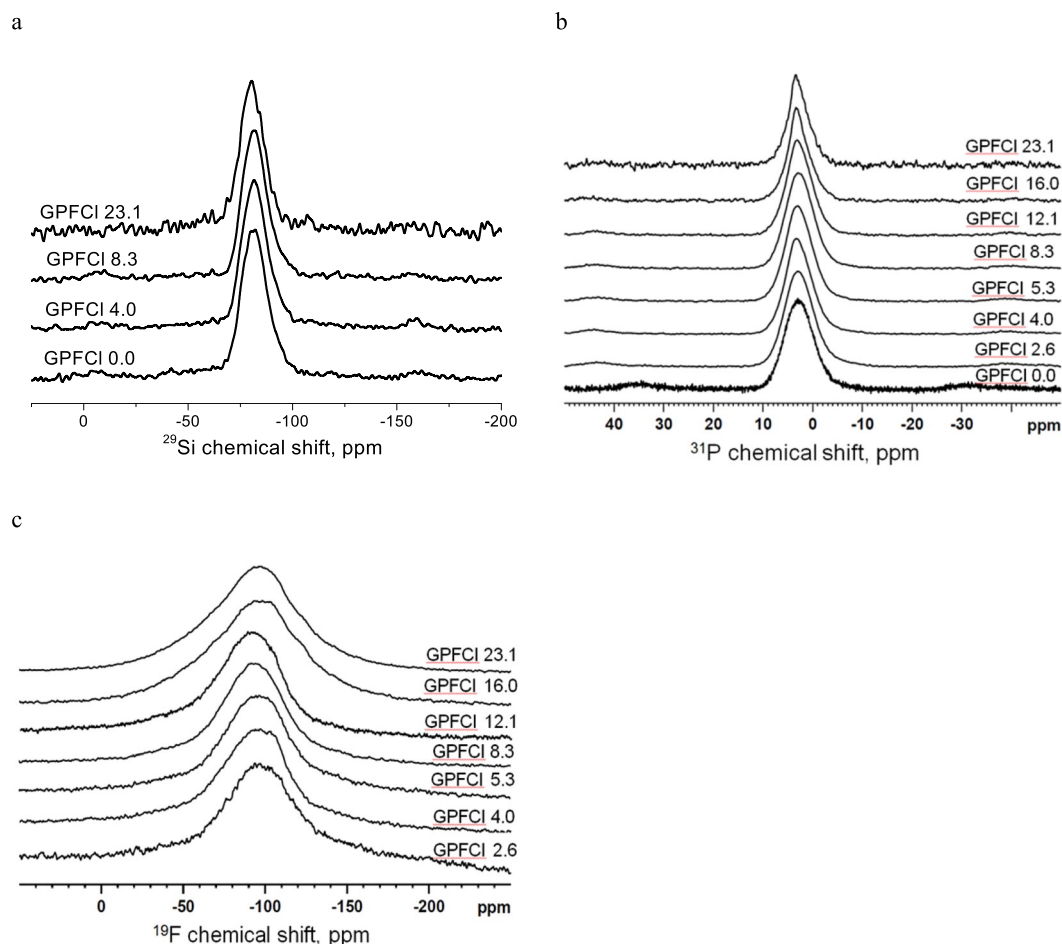 a
GPFCl 23.1
GPFCl 8.3
GPFCl 4.0
GPFCl 0.0
0 -50 -100 -150 -200
²⁹Si chemical shift, ppm
b
GPFCl 23.1
GPFCl 16.0
GPFCl 12.1
GPFCl 8.3
GPFCl 5.3
GPFCl 4.0
GPFCl 2.6
GPFCl 0.0
40 30 20 10 0 -10 -20 -30 ppm
³¹P chemical shift, ppm
c
GPFCl 23.1
GPFCl 16.0
GPFCl 12.1
GPFCl 8.3
GPFCl 5.3
GPFCl 4.0
GPFCl 2.6
0 -50 -100 -150 -200 ppm
¹⁹F chemical shift, ppm